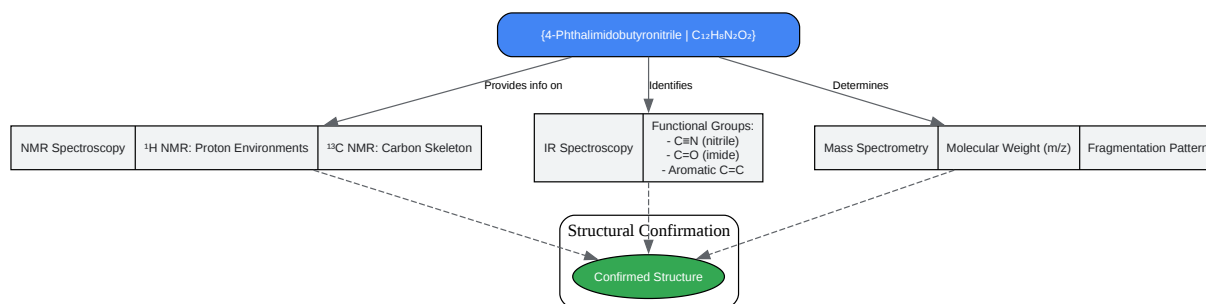 {4-Phthalimidobutyronitrile | C₁₂H₈N₂O₂}
Provides info on
Identifies
Determines
NMR Spectroscopy
¹H NMR: Proton Environments
¹³C NMR: Carbon Skeleton
IR Spectroscopy
Functional Groups:
- C≡N (nitrile)
- C=O (imide)
- Aromatic C=C
Mass Spectrometry
Molecular Weight (m/z)
Fragmentation Pattern
Structural Confirmation
Confirmed Structure